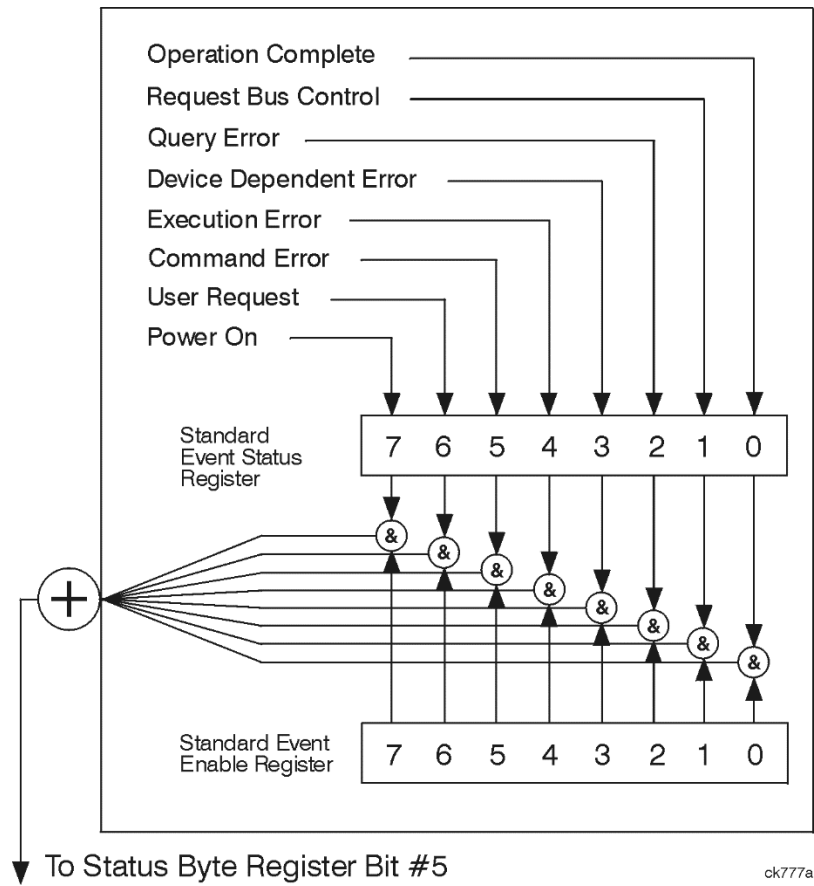 Operation Complete
Request Bus Control
Query Error
Device Dependent Error
Execution Error
Command Error
User Request
Power On
Standard
Event Status
Register
7 6 5 4 3 2 1 0
& & & & & & & &
+
Standard Event
Enable Register
7 6 5 4 3 2 1 0
To Status Byte Register Bit #5
ck777a